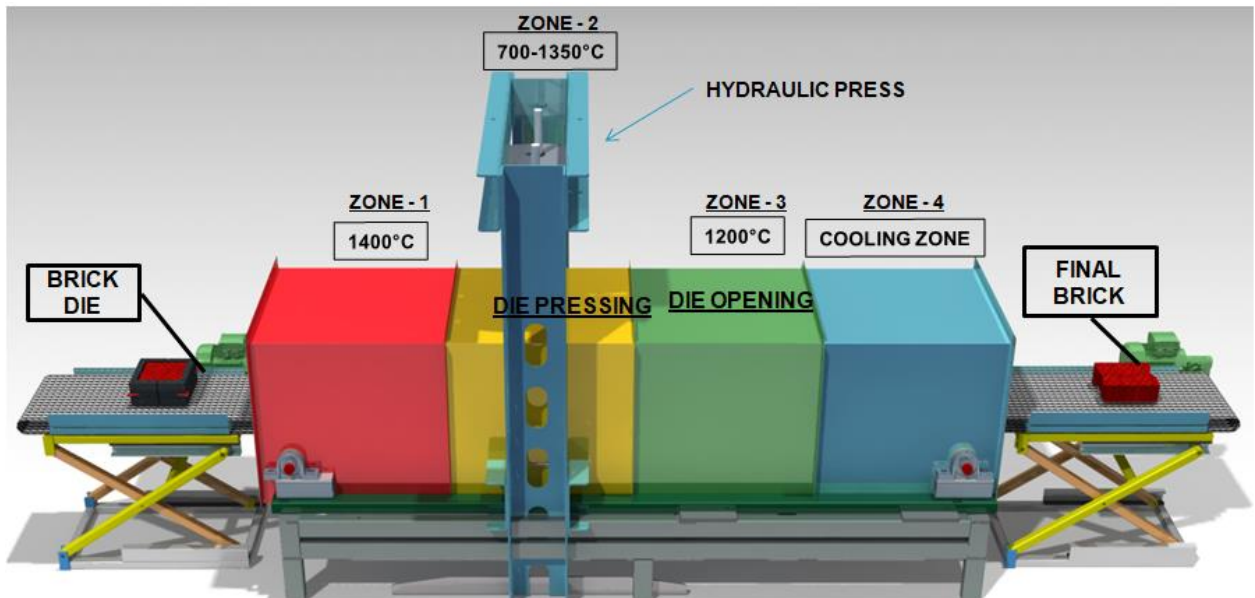 ZONE - 2
700-1350°C
HYDRAULIC PRESS
ZONE - 1
1400°C
ZONE - 3
1200°C
ZONE - 4
COOLING ZONE
BRICK
DIE
DIE PRESSING
DIE OPENING
FINAL
BRICK